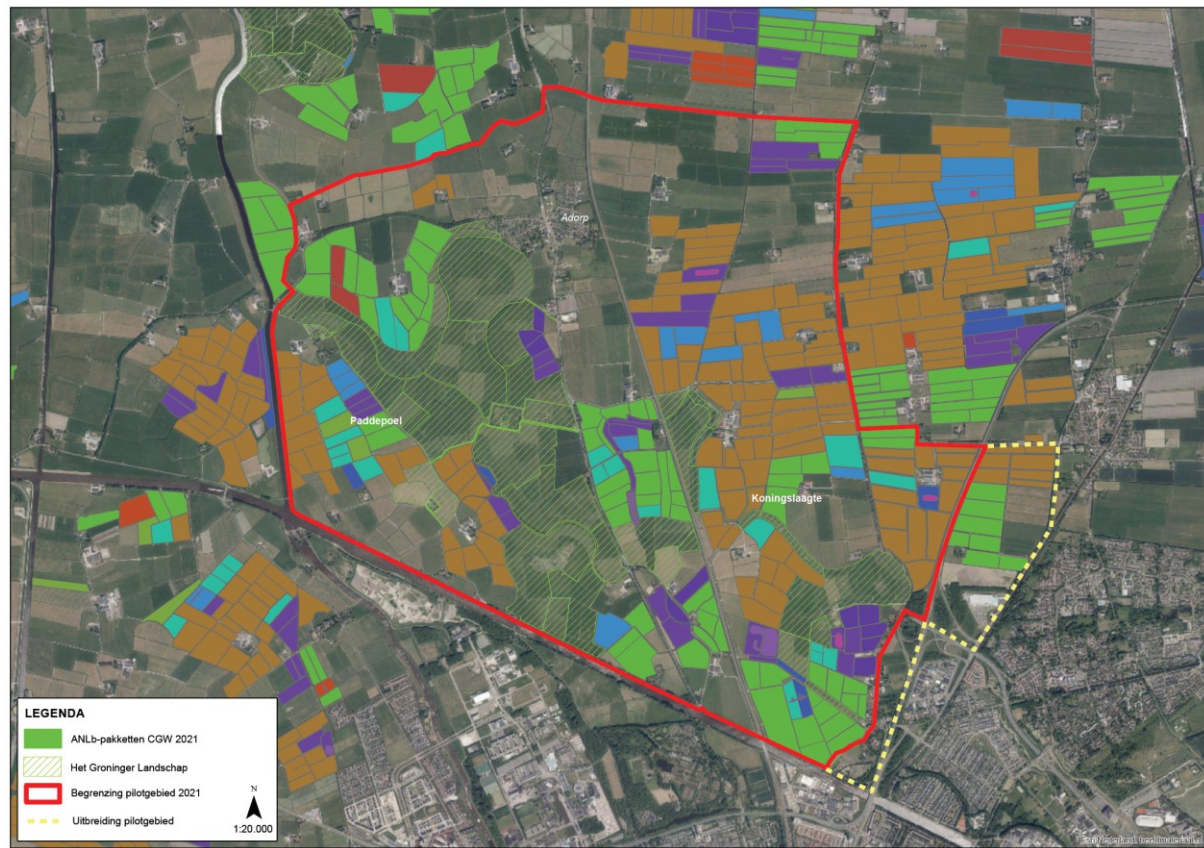 Adorp
Paddepoel
Koningslaagte
LEGENDA
ANLb-pakketten CGW 2021
Het Groninger Landschap
Begrenzing pilotgebied 2021
Uitbreiding pilotgebied
N
1:20.000